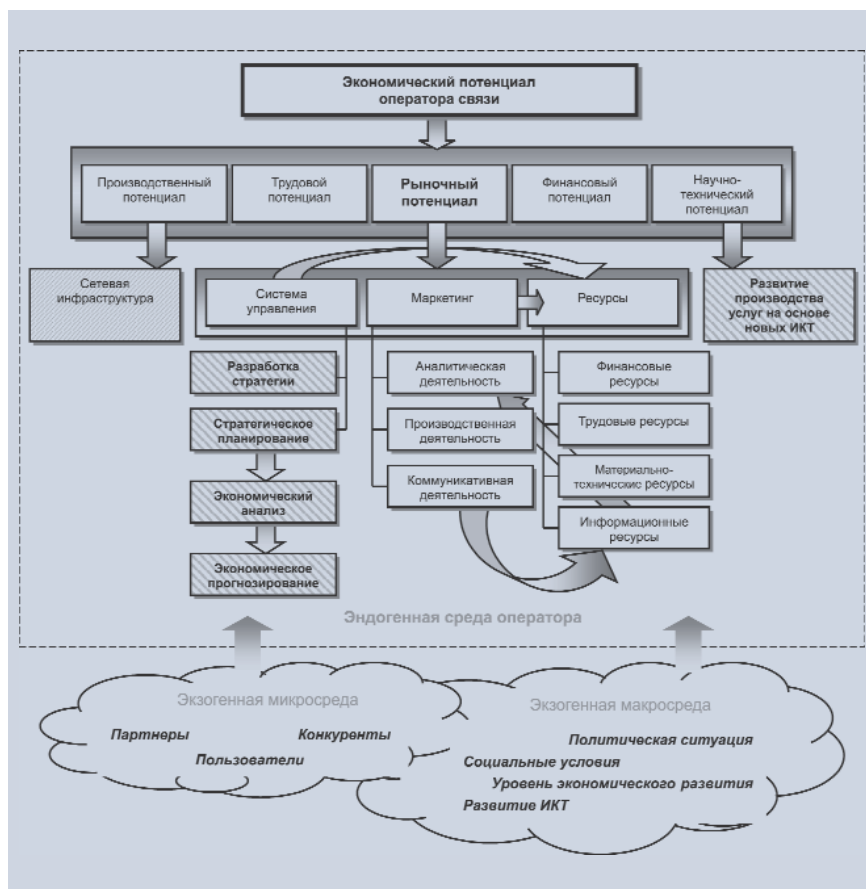 Экономический потенциал
оператора связи
Производственный
потенциал
Трудовой
потенциал
Рыночный
потенциал
Финансовый
потенциал
Научно-
технический
потенциал
Сетевая
инфраструктура
Система
управления
Маркетинг
Ресурсы
Развитие
производства
услуг на основе
новых ИКТ
Разработка
стратегии
Стратегическое
планирование
Экономический
анализ
Экономическое
прогнозирование
Аналитическая
деятельность
Производственная
деятельность
Коммуникативная
деятельность
Финансовые
ресурсы
Трудовые ресурсы
Материально-
технические ресурсы
Информационные
ресурсы
Эндогенная среда оператора
Экзогенная микросреда
Партнеры
Конкуренты
Пользователи
Экзогенная макросреда
Политическая ситуация
Социальные условия
Уровень экономического развития
Развитие ИКТ